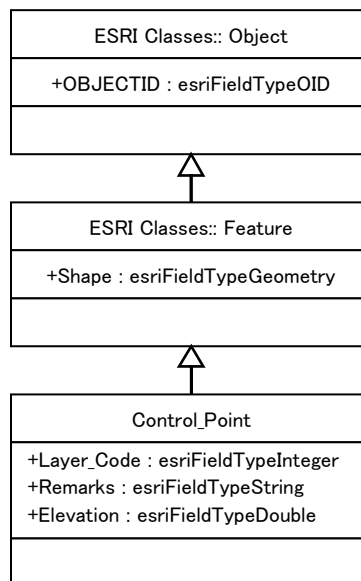 ESRI Classes:: Object
+OBJECTID : esriFieldTypeOID
ESRI Classes:: Feature
+Shape : esriFieldTypeGeometry
Control_Point
+Layer_Code : esriFieldTypeInteger
+Remarks : esriFieldTypeString
+Elevation : esriFieldTypeDouble